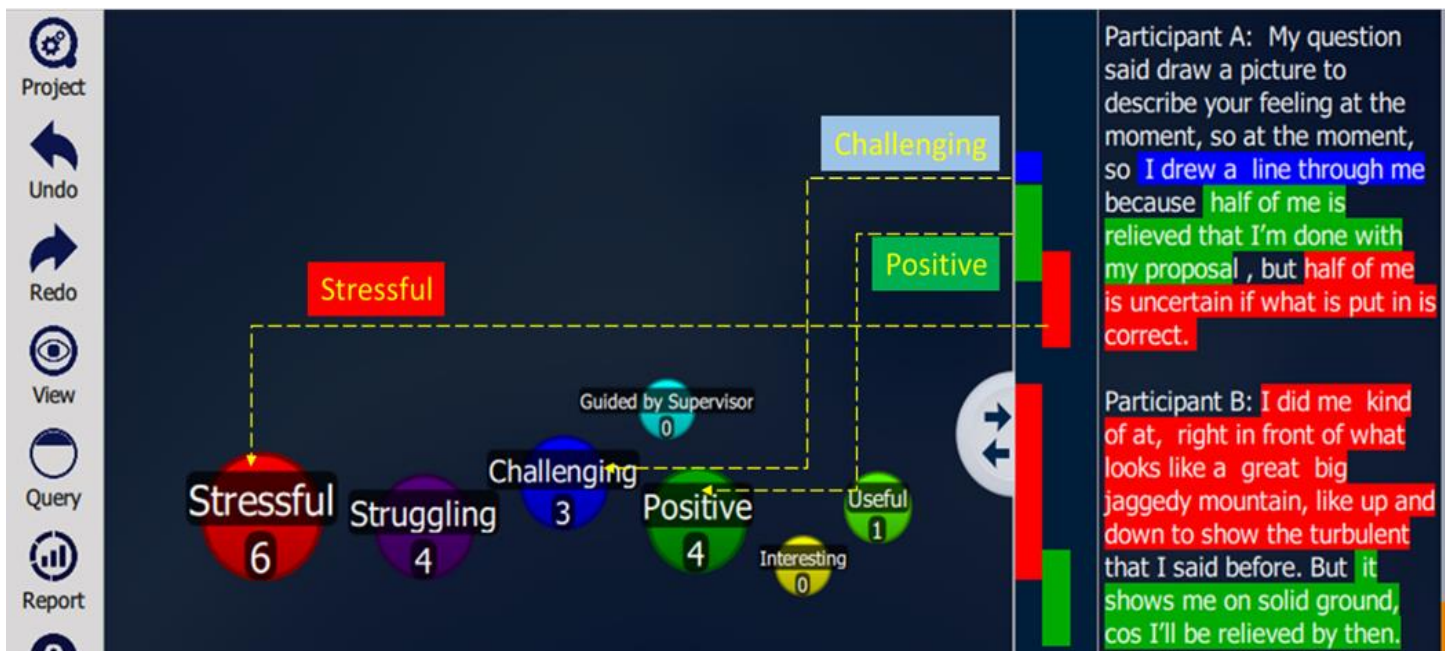 Project
Undo
Redo
View
Query
Report
Challenging
Positive
Stressful
Guided by Supervisor
0
Stressful
6
Struggling
4
Challenging
3
Positive
4
Useful
1
Interesting
0
Participant A:  My question
said draw a picture to
describe your feeling at the
moment, so at the moment,
so I drew a line through me
because half of me is
relieved that I'm done with
my proposal , but half of me
is uncertain if what is put in is
correct.
Participant B: I did me kind
of at, right in front of what
looks like a great big
jaggedy mountain, like up and
down to show the turbulent
that I said before. But it
shows me on solid ground,
cos I'll be relieved by then.